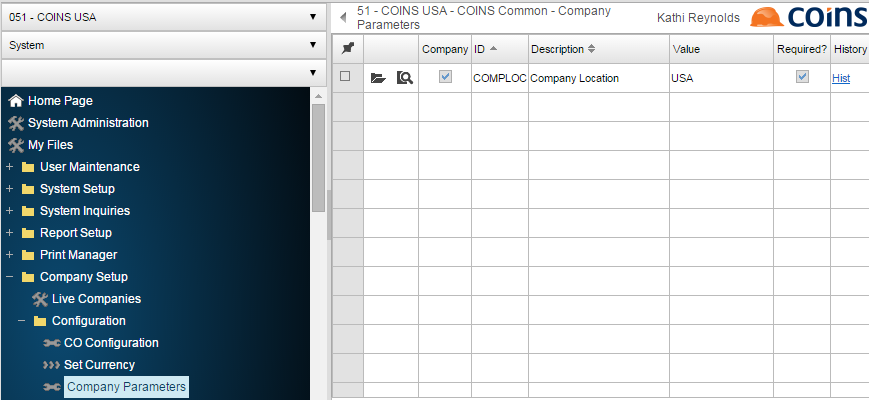 051 - COINS USA
System
Home Page
System Administration
My Files
User Maintenance
System Setup
System Inquiries
Report Setup
Print Manager
Company Setup
Live Companies
Configuration
CO Configuration
Set Currency
Company Parameters
51 - COINS USA - COINS Common - Company
Parameters
Kathi Reynolds
coins
Company ID Description Value Required? History
COMPLOC Company Location USA Hist